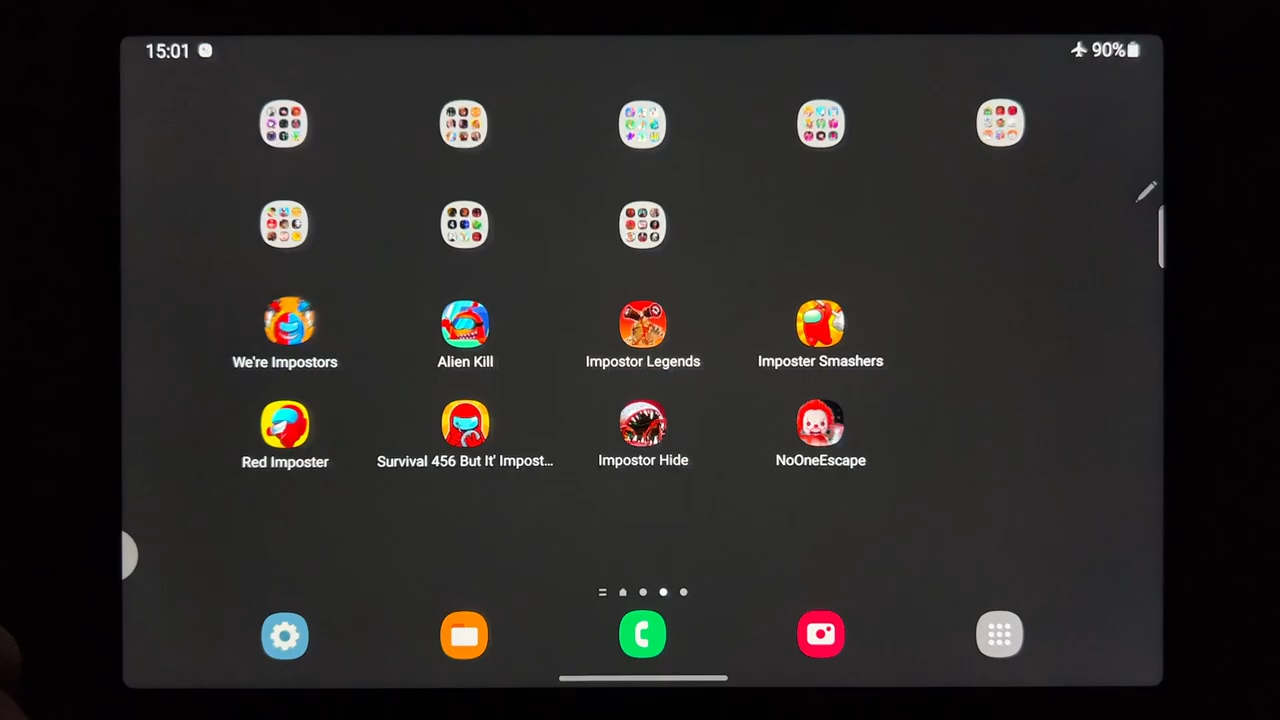 15:01
90%
We're Impostors
Alien Kill
Impostor Legends
Imposter Smashers
Red Imposter
Survival 456 But It' Impost...
Impostor Hide
NoOneEscape